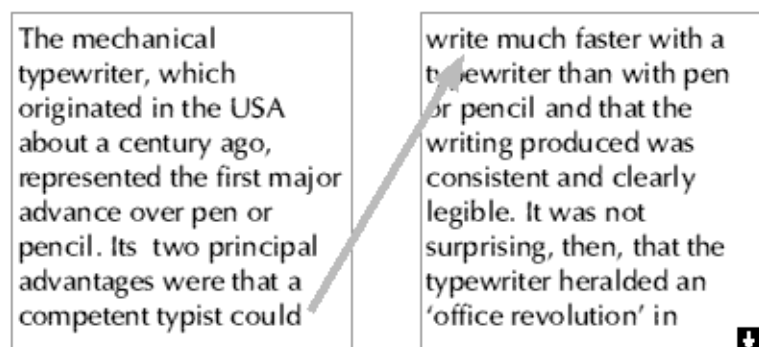 The mechanical
typewriter, which
originated in the USA
about a century ago,
represented the first major
advance over pen or
pencil. Its  two principal
advantages were that a
competent typist could
write much faster with a
typewriter than with pen
or pencil and that the
writing produced was
consistent and clearly
legible. It was not
surprising, then, that the
typewriter heralded an
‘office revolution’ in